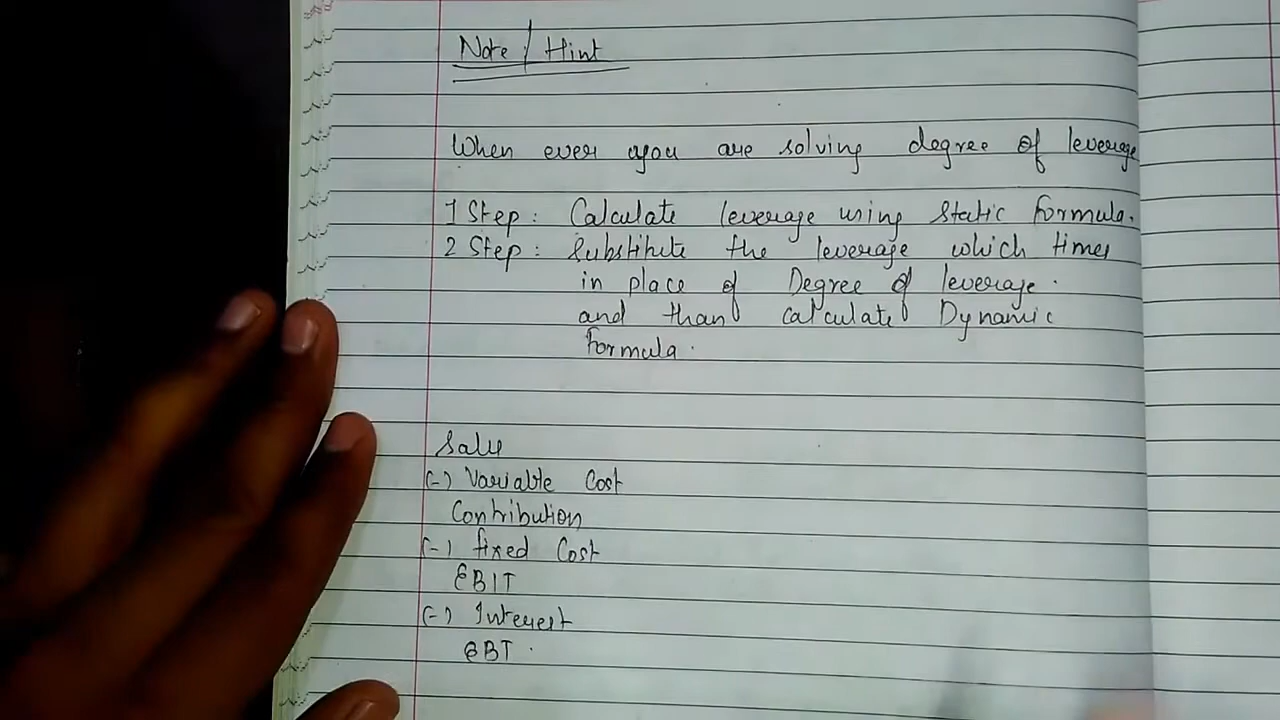 Note / Hint
When ever you are solving degree of leverage
1 Step: Calculate leverage using Static formula.
2 Step: Substitute the leverage which times
in place of Degree of leverage.
and than calculate Dynamic
formula.
Sales
(-) Variable Cost
Contribution
(-) fixed Cost
EBIT
(-) Interest
EBT.